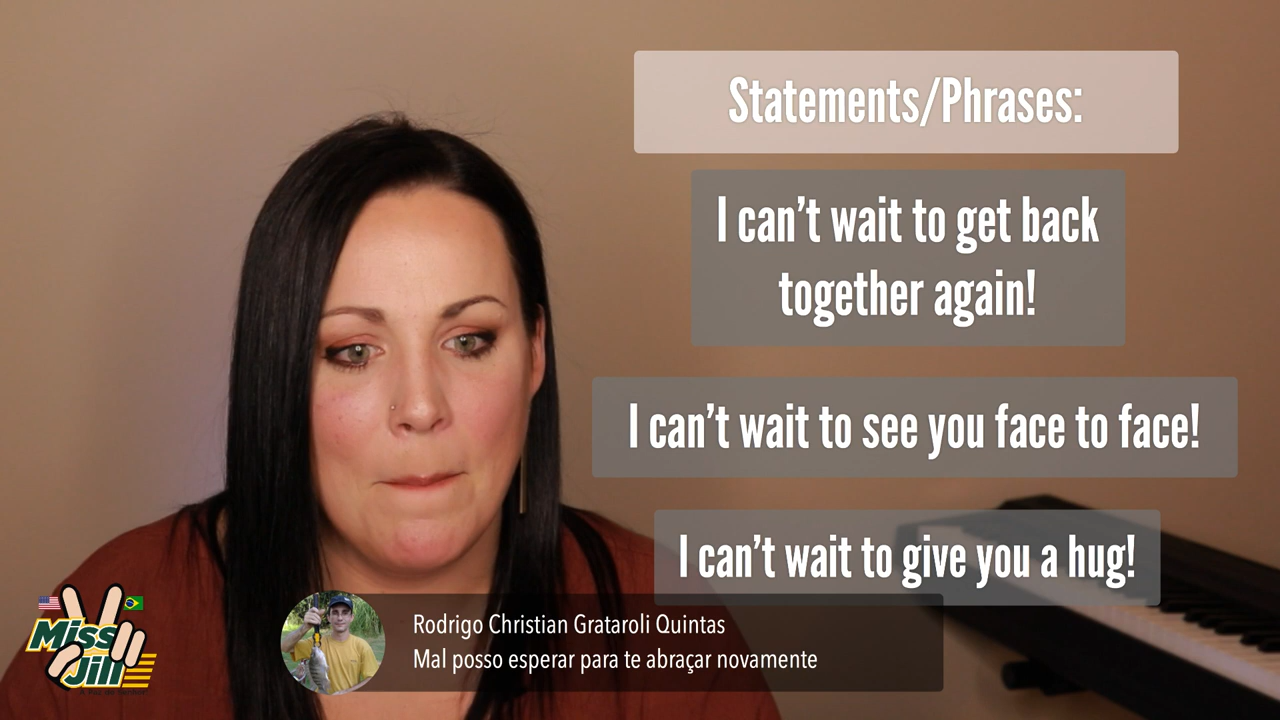 Statements/Phrases:
I can’t wait to get back
together again!
I can’t wait to see you face to face!
I can’t wait to give you a hug!
Rodrigo Christian Grataroli Quintas
Mal posso esperar para te abraçar novamente
Miss
Jill